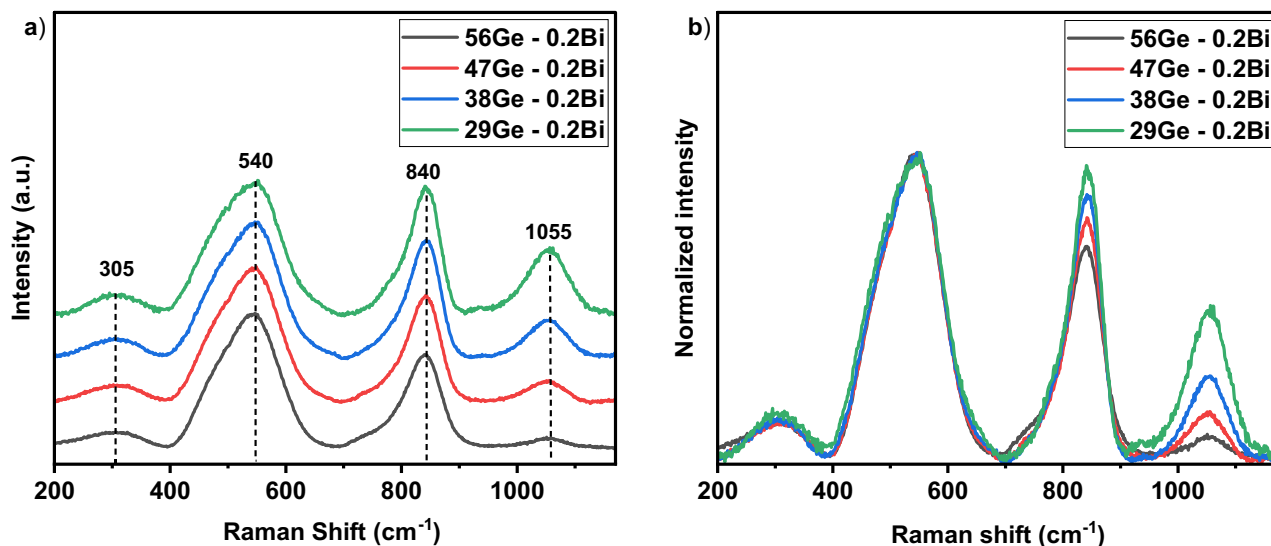 a)
56Ge - 0.2Bi
47Ge - 0.2Bi
38Ge - 0.2Bi
29Ge - 0.2Bi
305
540
840
1055
Intensity (a.u.)
200 400 600 800 1000
Raman Shift (cm⁻¹)
b)
56Ge - 0.2Bi
47Ge - 0.2Bi
38Ge - 0.2Bi
29Ge - 0.2Bi
Normalized intensity
200 400 600 800 1000
Raman shift (cm⁻¹)